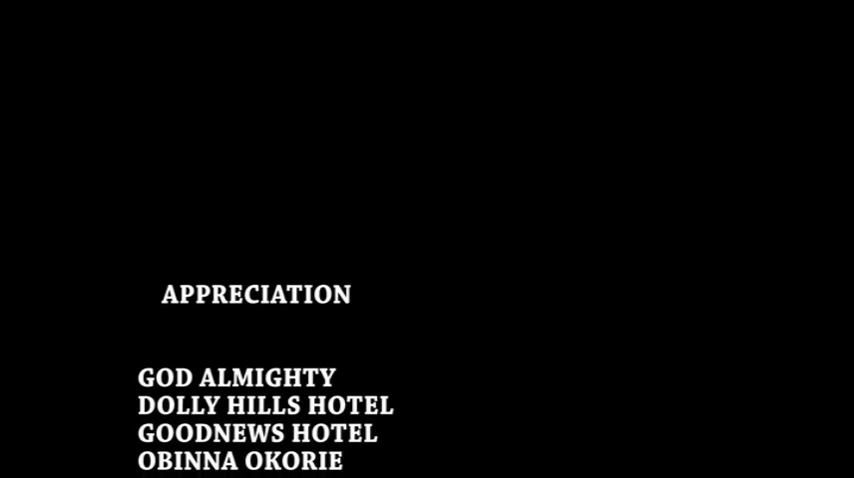 APPRECIATION
GOD ALMIGHTY
DOLLY HILLS HOTEL
GOODNEWS HOTEL
OBINNA OKORIE